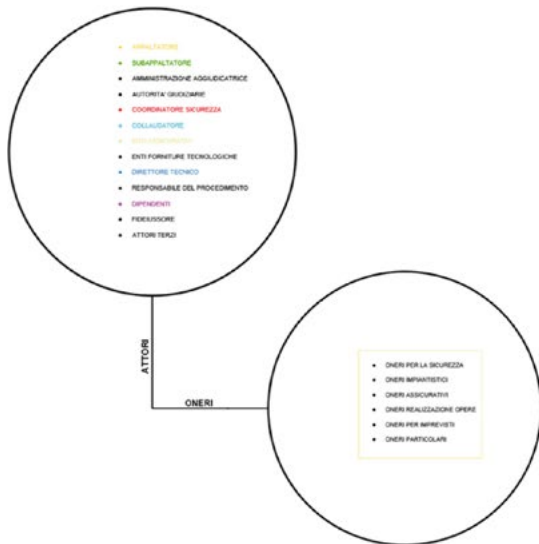 APPALTATORE
SUBAPPALTATORE
AMMINISTRAZIONE AGGIUDICATRICE
AUTORITA' GIUDIZIARIE
COORDINATORE SICUREZZA
COLLAUDATORE
ENTI FORNITURE TECNOLOGICHE
DIRETTORE TECNICO
RESPONSABILE DEL PROCEDIMENTO
DIPENDENTI
FIDEIUSSORE
ATTORI TERZI
ATTORI
ONERI
ONERI PER LA SICUREZZA
ONERI IMPIANTISTICI
ONERI ASSICURATIVI
ONERI REALIZZAZIONE OPERE
ONERI PER IMPREVISTI
ONERI PARTICOLARI